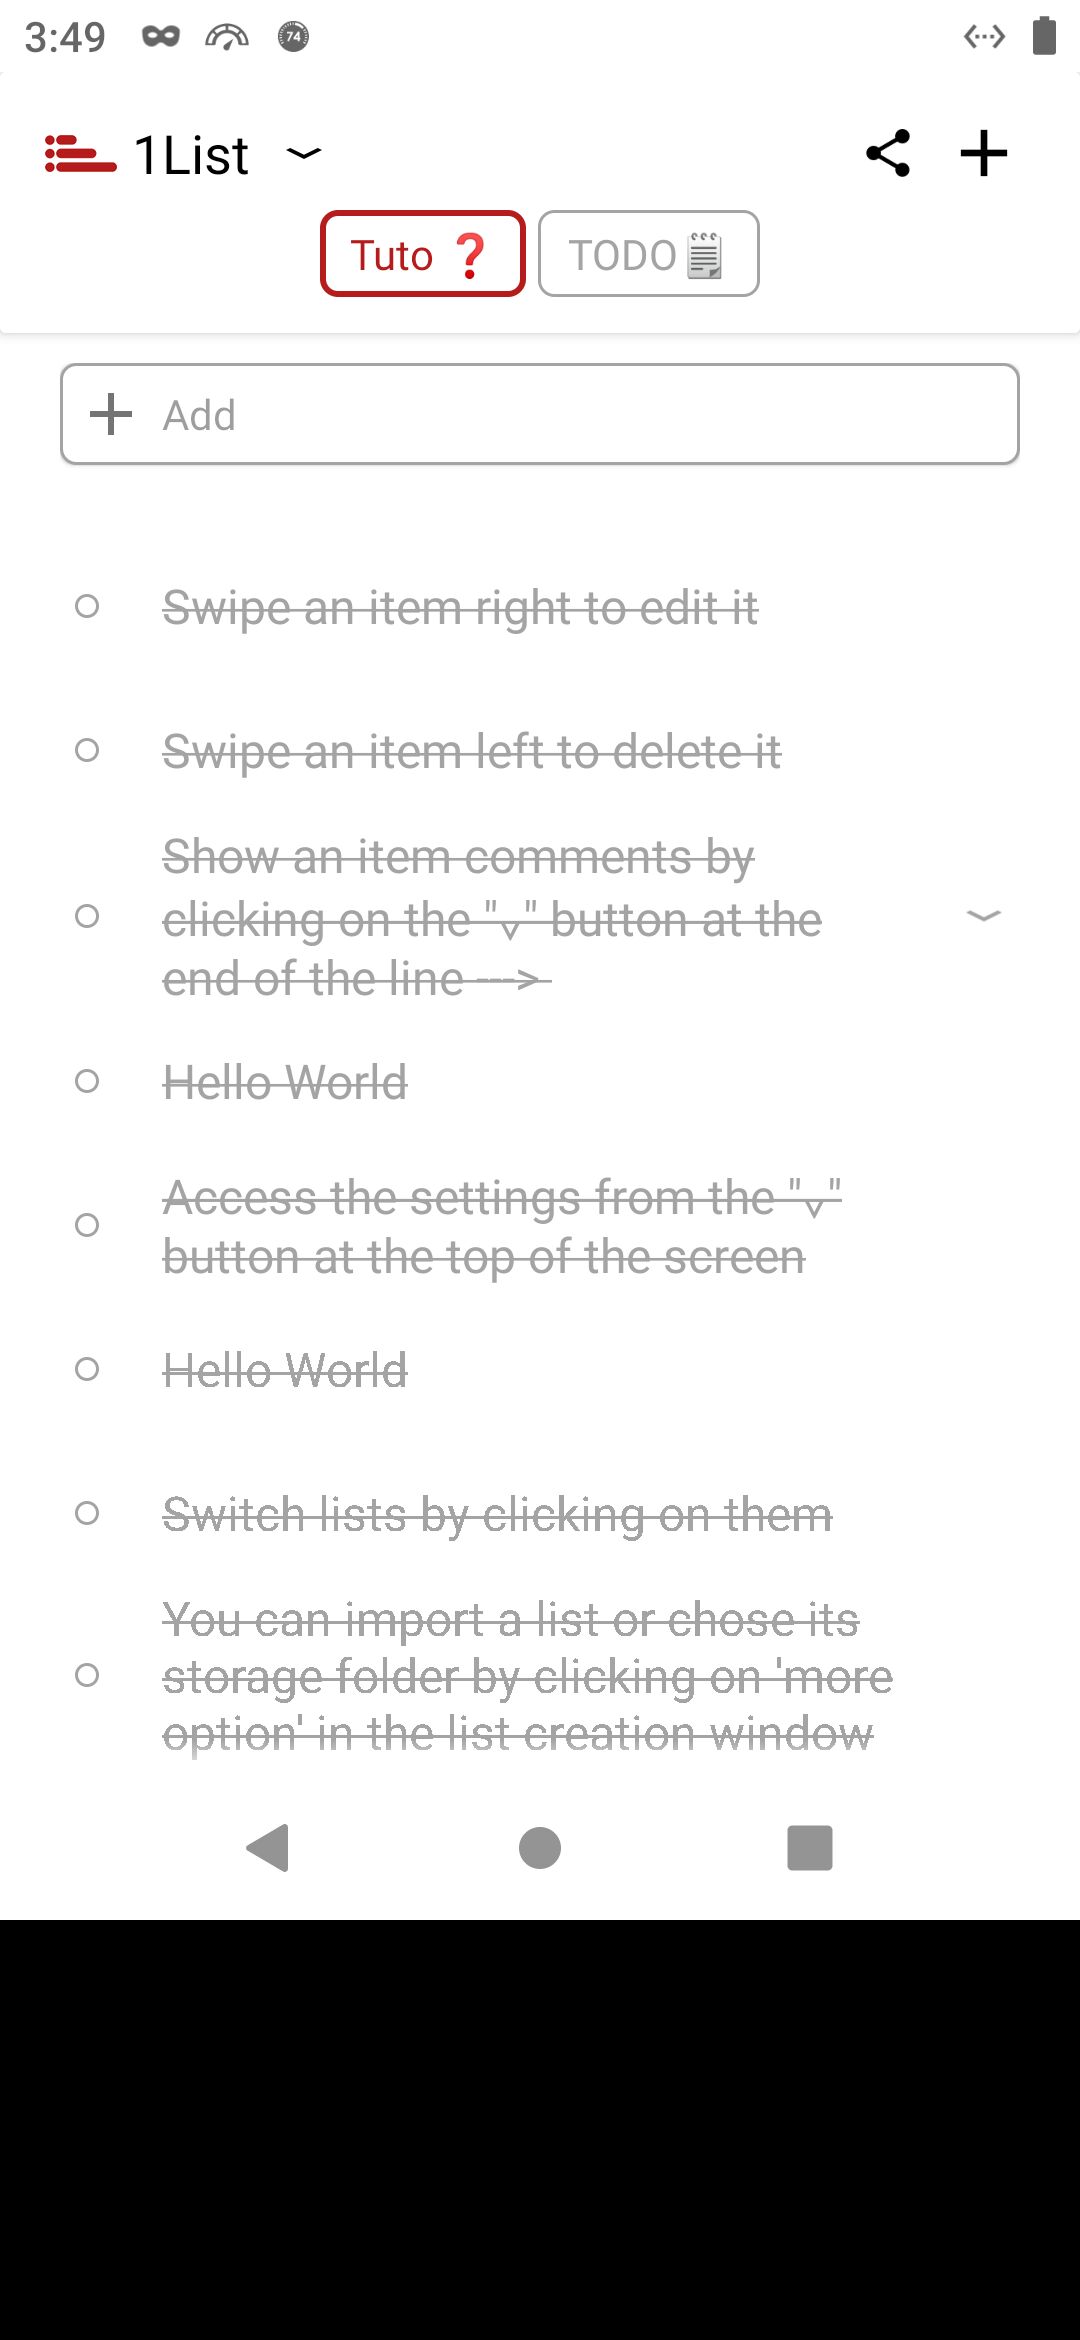 3:49
74
1List
Tuto ❓
TODO🗒
Add
Swipe an item right to edit it
Swipe an item left to delete it
Show an item comments by
clicking on the "⌄" button at the
end of the line --->
Hello World
Access the settings from the "⌄"
button at the top of the screen
Hello World
Switch lists by clicking on them
You can import a list or chose its
storage folder by clicking on 'more
option' in the list creation window